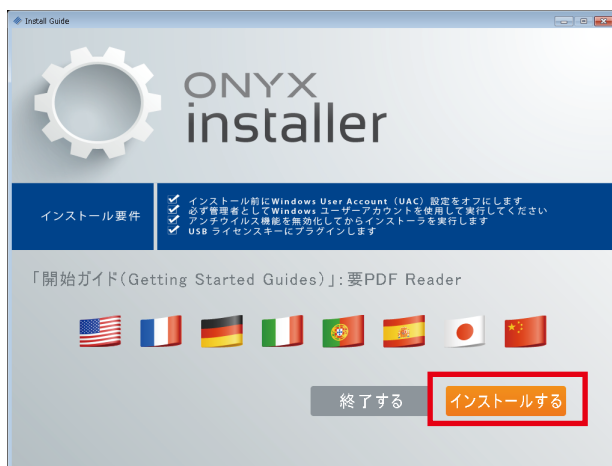 Install Guide
ONYX
installer
インストール要件
インストール前にWindows User Account（UAC）設定をオフにします
必ず管理者としてWindows ユーザーアカウントを使用して実行してください
アンチウイルス機能を無効化してからインストーラを実行します
USB ライセンスキーにプラグインします
「開始ガイド(Getting Started Guides)」:要PDF Reader
終了する
インストールする